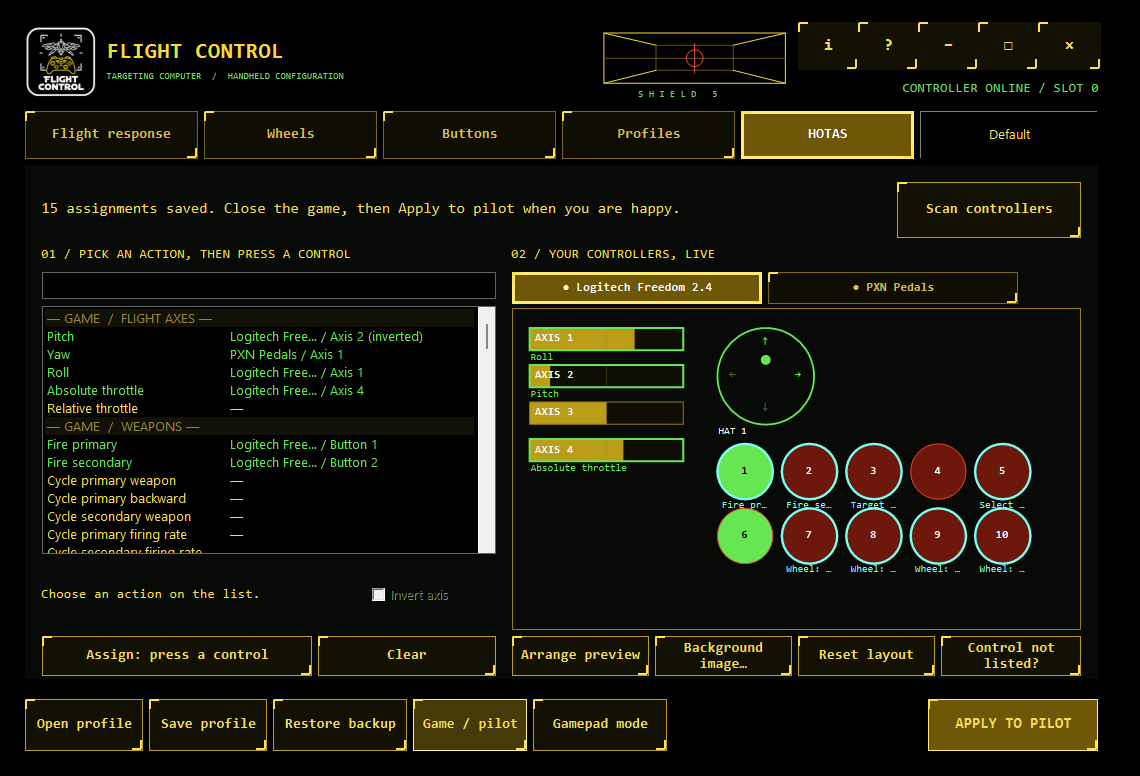 FLIGHT CONTROL
FLIGHT CONTROL
TARGETING COMPUTER / HANDHELD CONFIGURATION
SHIELD 5
i ? − □ ×
CONTROLLER ONLINE / SLOT 0
Flight response
Wheels
Buttons
Profiles
HOTAS
Default
15 assignments saved. Close the game, then Apply to pilot when you are happy.
Scan controllers
01 / PICK AN ACTION, THEN PRESS A CONTROL
— GAME / FLIGHT AXES —
Pitch Logitech Free... / Axis 2 (inverted)
Yaw PXN Pedals / Axis 1
Roll Logitech Free... / Axis 1
Absolute throttle Logitech Free... / Axis 4
Relative throttle —
— GAME / WEAPONS —
Fire primary Logitech Free... / Button 1
Fire secondary Logitech Free... / Button 2
Cycle primary weapon —
Cycle primary backward —
Cycle secondary weapon —
Cycle primary firing rate —
Cycle secondary firing rate
Choose an action on the list.
Invert axis
Assign: press a control
Clear
02 / YOUR CONTROLLERS, LIVE
● Logitech Freedom 2.4
● PXN Pedals
AXIS 1
Roll
AXIS 2
Pitch
AXIS 3
AXIS 4
Absolute throttle
↑
← →
↓
HAT 1
1 2 3 4 5
Fire pr… Fire se… Target … Select …
6 7 8 9 10
Wheel: … Wheel: … Wheel: … Wheel: …
Arrange preview
Background
image…
Reset layout
Control not
listed?
Open profile
Save profile
Restore backup
Game / pilot
Gamepad mode
APPLY TO PILOT